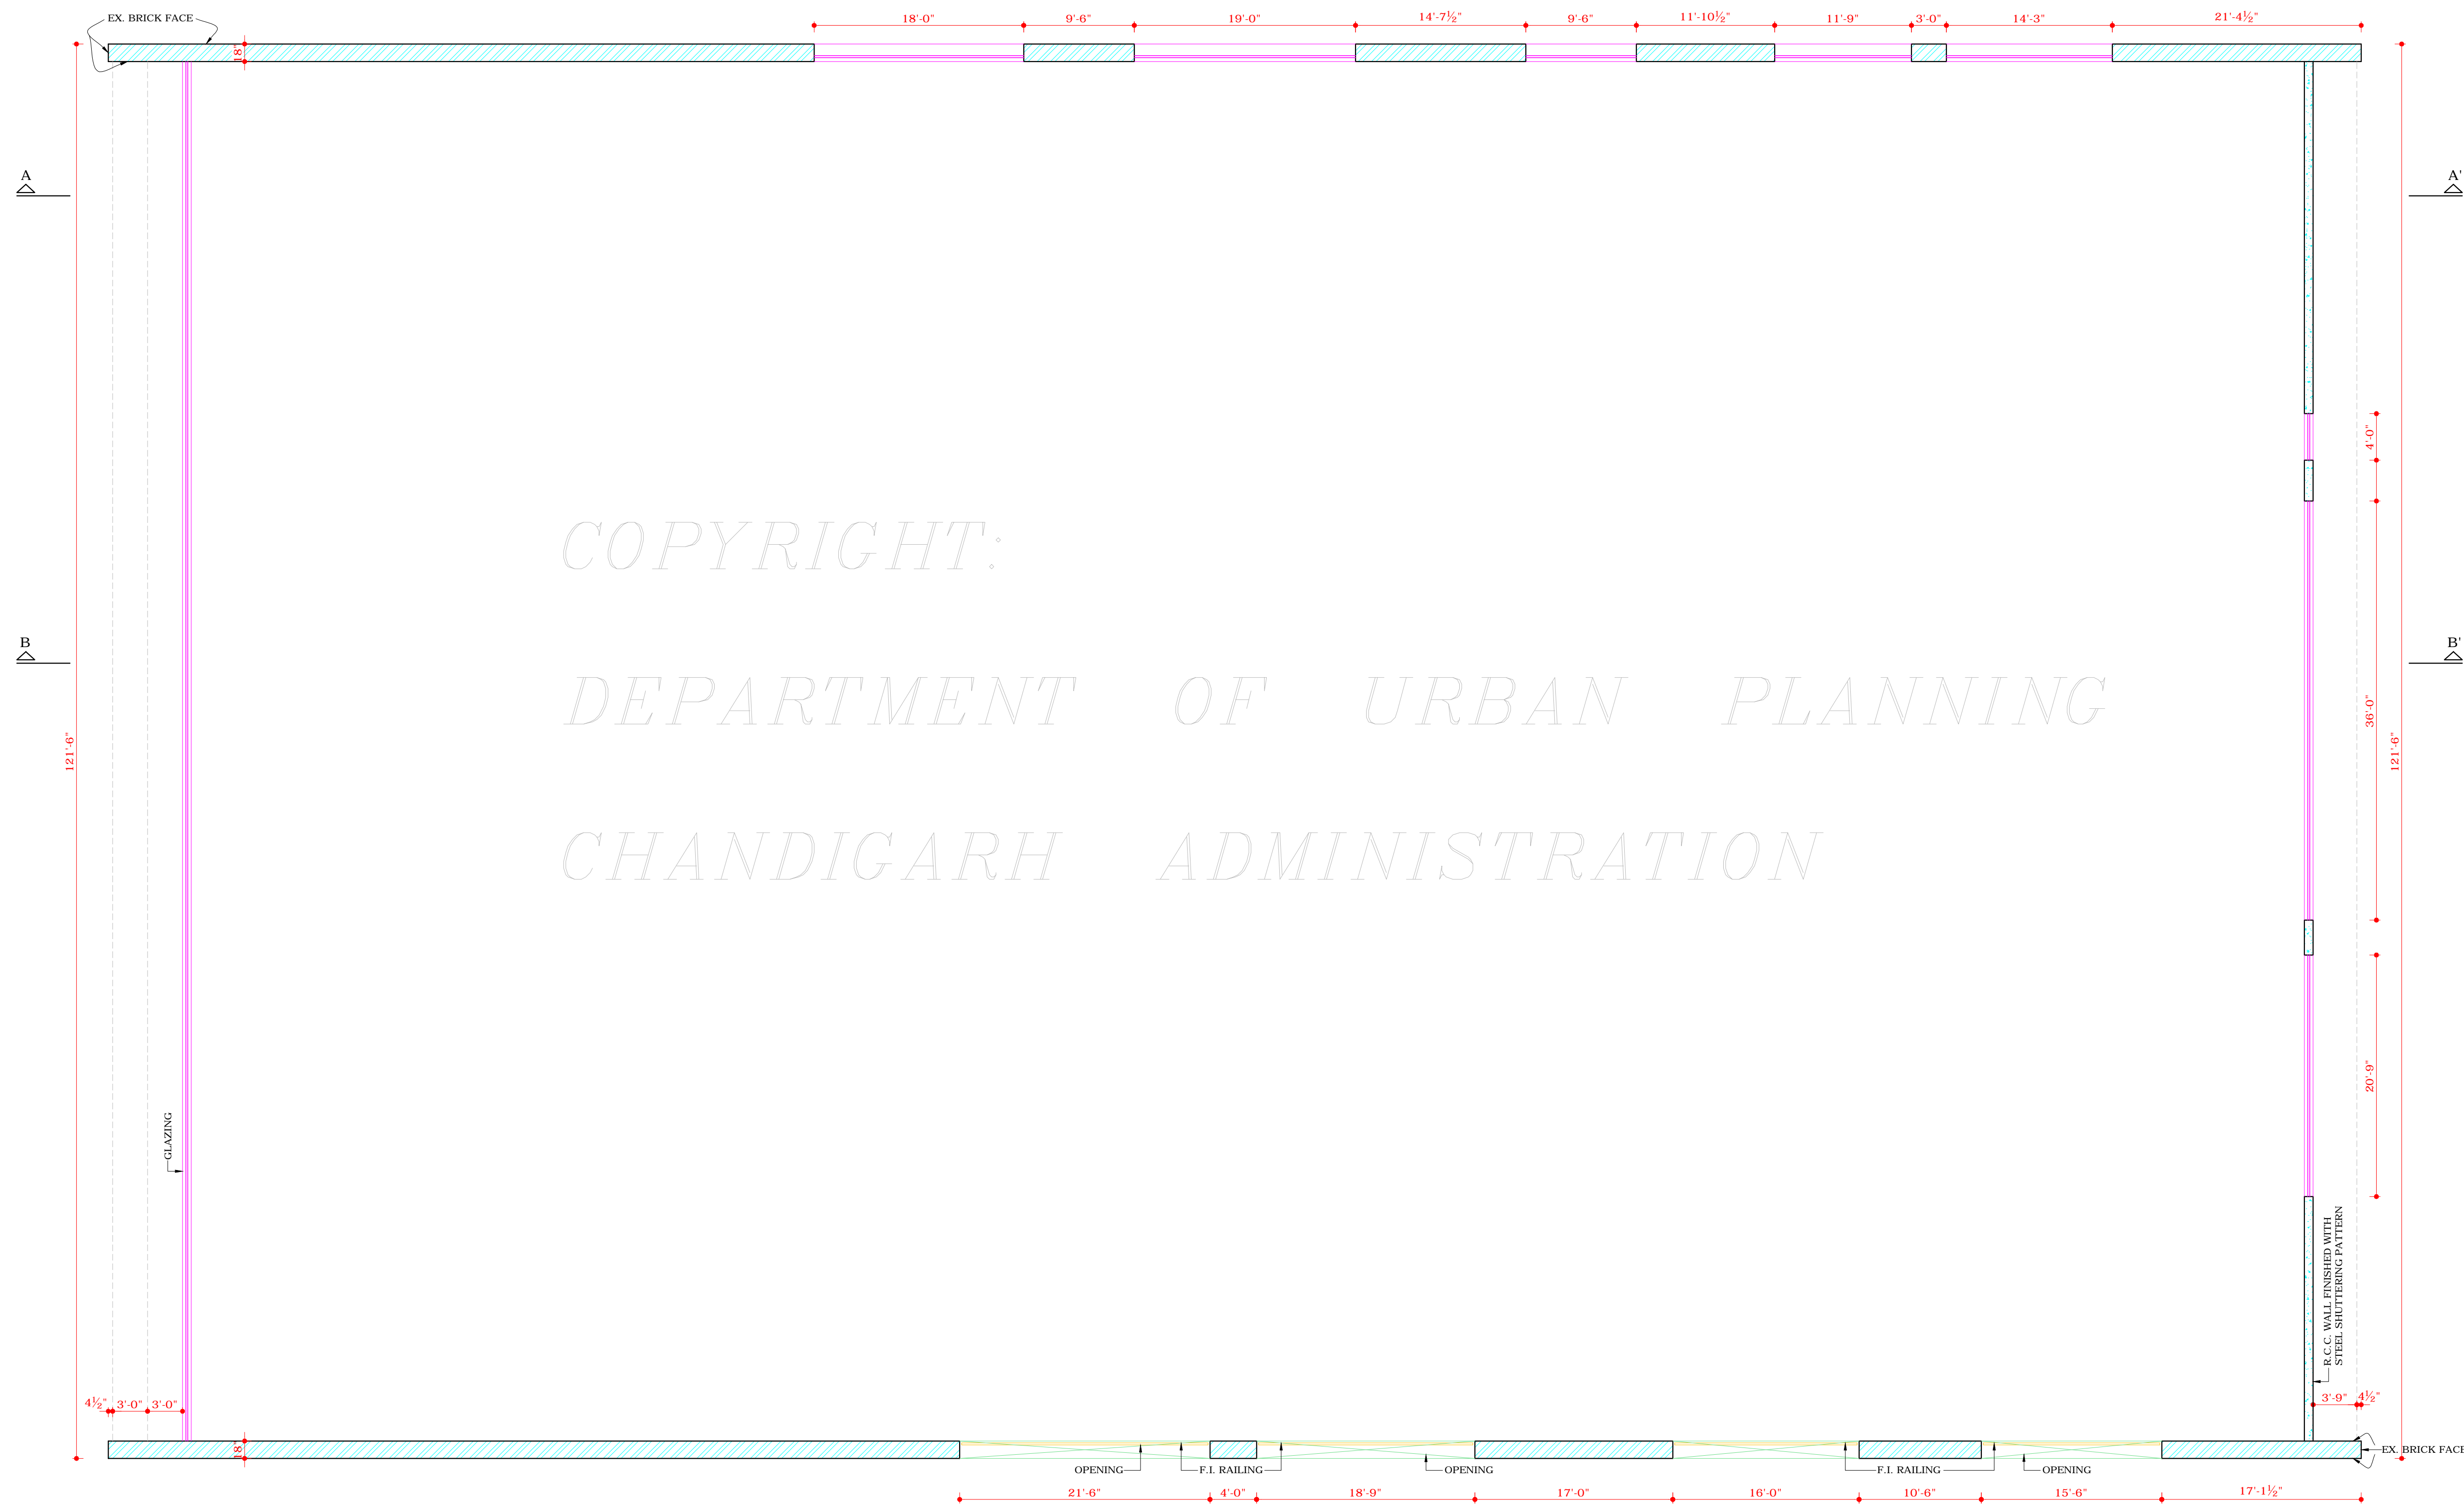 EX. BRICK FACE
18'-0"
9'-6"
19'-0"
14'-7½"
9'-6"
11'-10½"
11'-9"
3'-0"
14'-3"
21'-4½"
18"
A
A'
4'-0"
COPYRIGHT:
B
B'
DEPARTMENT OF URBAN PLANNING
36'-0"
121'-6"
121'-6"
CHANDIGARH ADMINISTRATION
20'-9"
GLAZING
R.C.C. WALL FINISHED WITH
STEEL SHUTTERING PATTERN
4½"
3'-0"
3'-0"
3'-9"
4½"
18"
EX. BRICK FACE
OPENING
F.I. RAILING
OPENING
F.I. RAILING
OPENING
21'-6"
4'-0"
18'-9"
17'-0"
16'-0"
10'-6"
15'-6"
17'-1½"